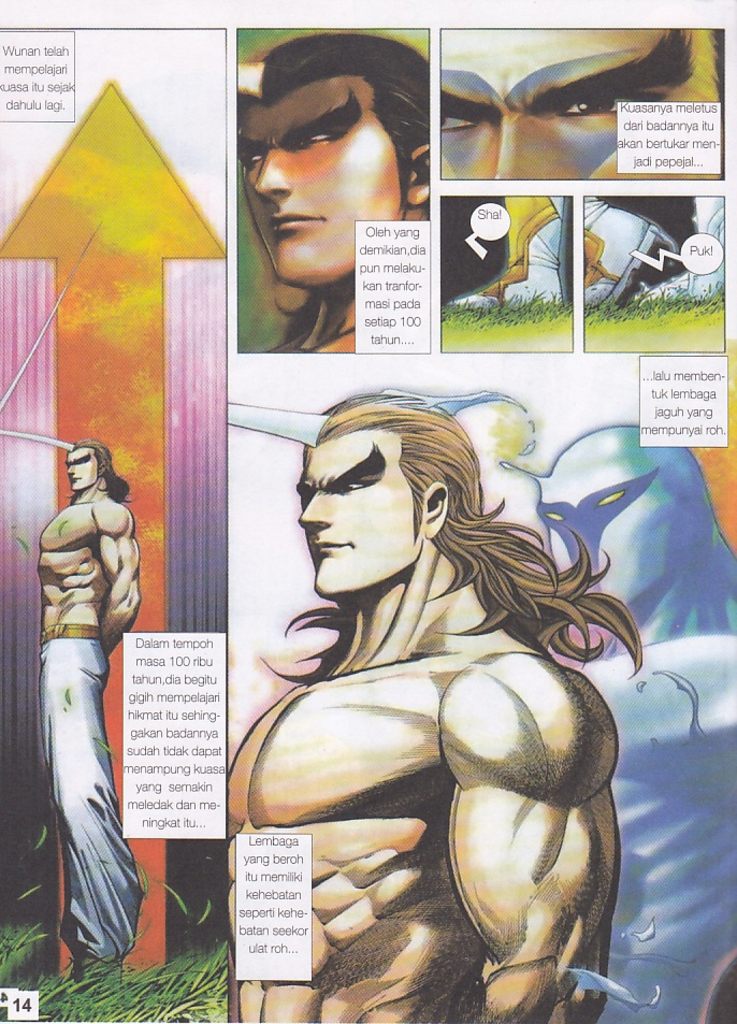 Wunan telah
mempelajari
kuasa itu sejak
dahulu lagi.
Dalam tempoh
masa 100 ribu
tahun,dia begitu
gigih mempelajari
hikmat itu sehing-
gakan badannya
sudah tidak dapat
menampung kuasa
yang semakin
meledak dan me-
ningkat itu...
Oleh yang
demikian,dia
pun melaku-
kan tranfor-
masi pada
setiap 100
tahun....
Kuasanya meletus
dari badannya itu
akan bertukar men-
jadi pepejal...
Sha!
Puk!
...lalu memben-
tuk lembaga
jaguh yang
mempunyai roh.
Lembaga
yang beroh
itu memiliki
kehebatan
seperti kehe-
batan seekor
ulat roh...
14